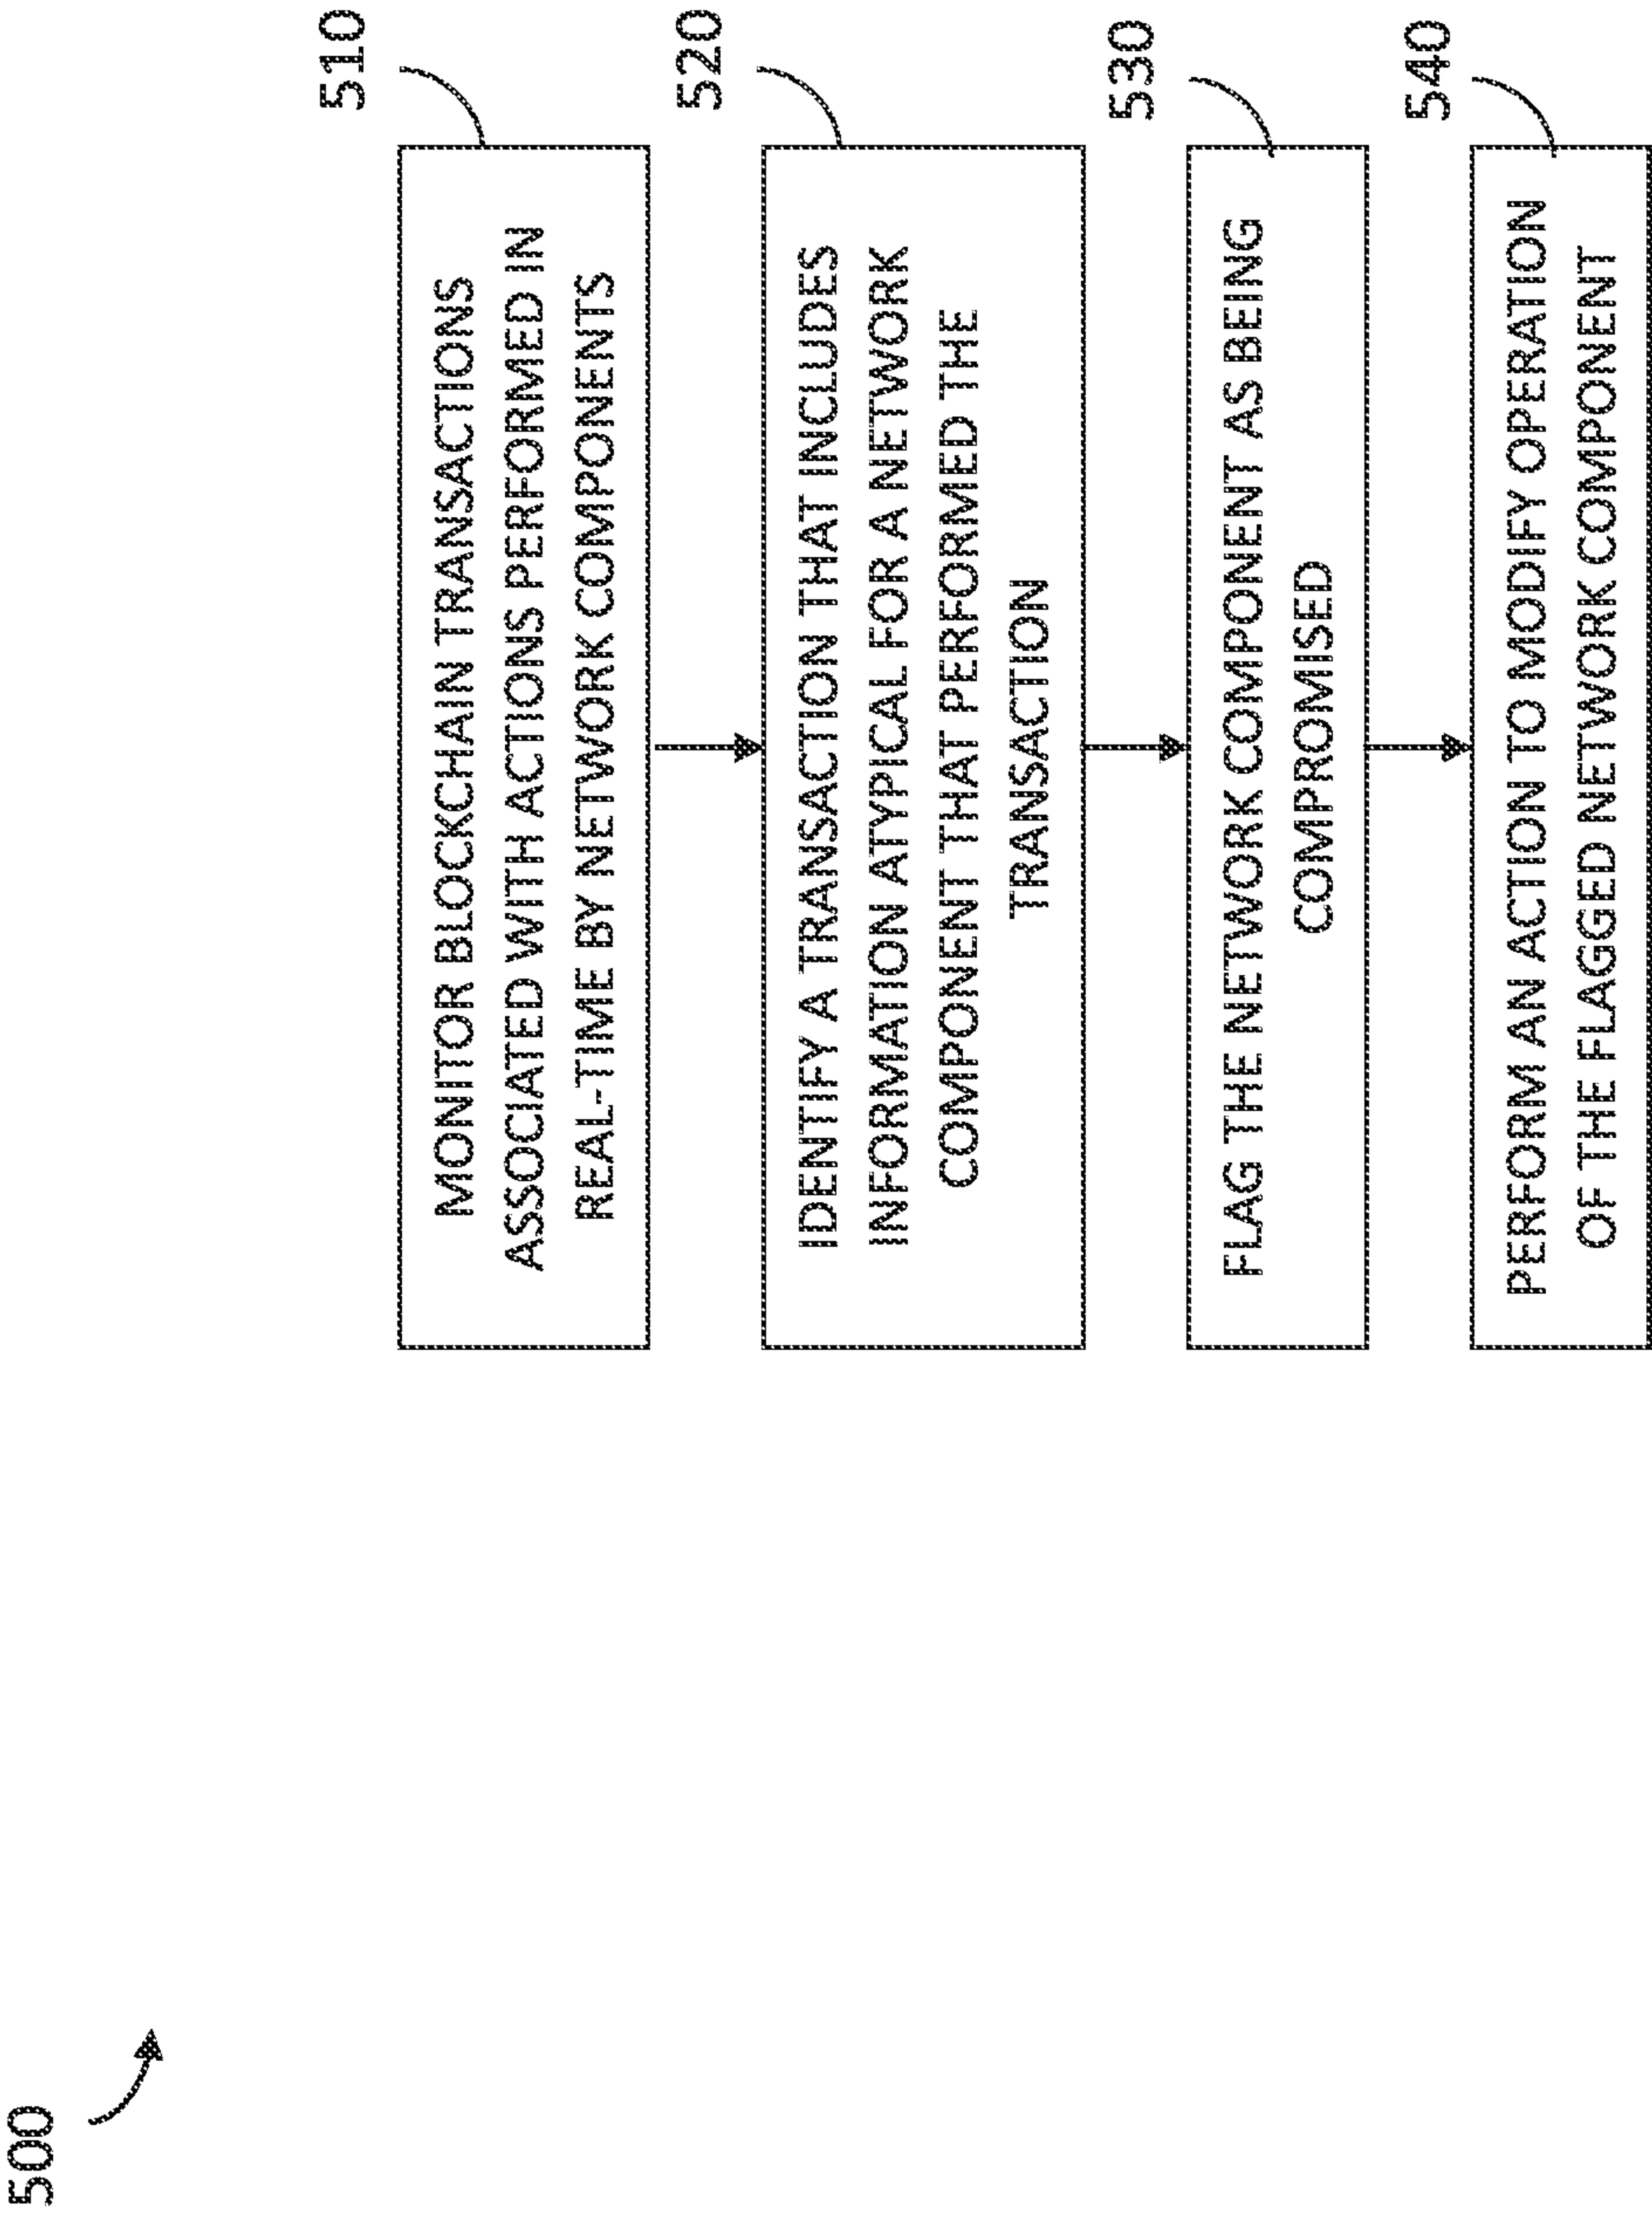 500
510
MONITOR BLOCKCHAIN TRANSACTIONS
ASSOCIATED WITH ACTIONS PERFORMED IN
REAL-TIME BY NETWORK COMPONENTS
520
IDENTIFY A TRANSACTION THAT INCLUDES
INFORMATION ATYPICAL FOR A NETWORK
COMPONENT THAT PERFORMED THE
TRANSACTION
530
FLAG THE NETWORK COMPONENT AS BEING
COMPROMISED
540
PERFORM AN ACTION TO MODIFY OPERATION
OF THE FLAGGED NETWORK COMPONENT